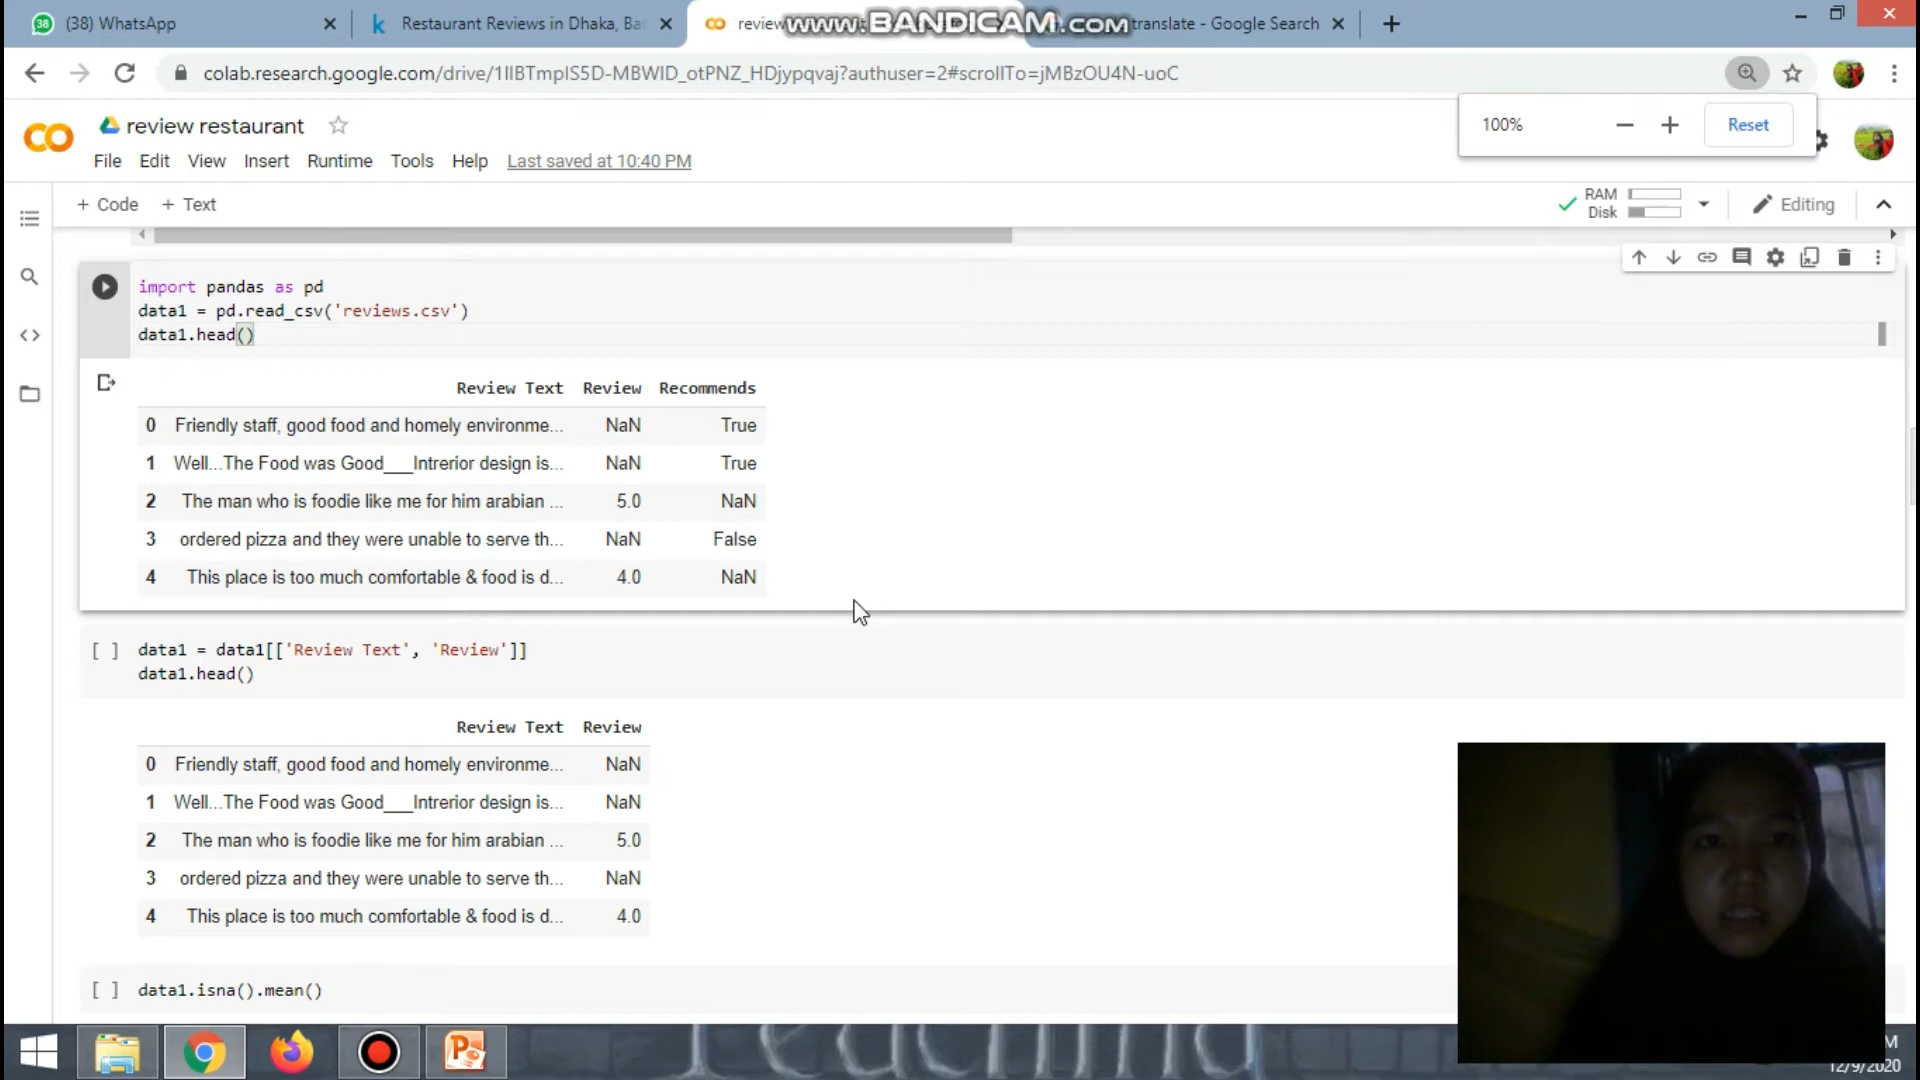 (38) WhatsApp
Restaurant Reviews in Dhaka, Ba
review
translate - Google Search
www.BANDICAM.com
colab.research.google.com/drive/1IIBTmpIS5D-MBWlD_otPNZ_HDjypqvaj?authuser=2#scrollTo=jMBzOU4N-uoC
100%
Reset
review restaurant
File Edit View Insert Runtime Tools Help Last saved at 10:40 PM
+ Code + Text
RAM
Disk
Editing
import pandas as pd
data1 = pd.read_csv('reviews.csv')
data1.head()
Review Text Review Recommends
0 Friendly staff, good food and homely environme... NaN True
1 Well...The Food was Good___Intrerior design is... NaN True
2 The man who is foodie like me for him arabian ... 5.0 NaN
3 ordered pizza and they were unable to serve th... NaN False
4 This place is too much comfortable & food is d... 4.0 NaN
[ ] data1 = data1[['Review Text', 'Review']]
data1.head()
Review Text Review
0 Friendly staff, good food and homely environme... NaN
1 Well...The Food was Good___Intrerior design is... NaN
2 The man who is foodie like me for him arabian ... 5.0
3 ordered pizza and they were unable to serve th... NaN
4 This place is too much comfortable & food is d... 4.0
[ ] data1.isna().mean()
12/9/2020